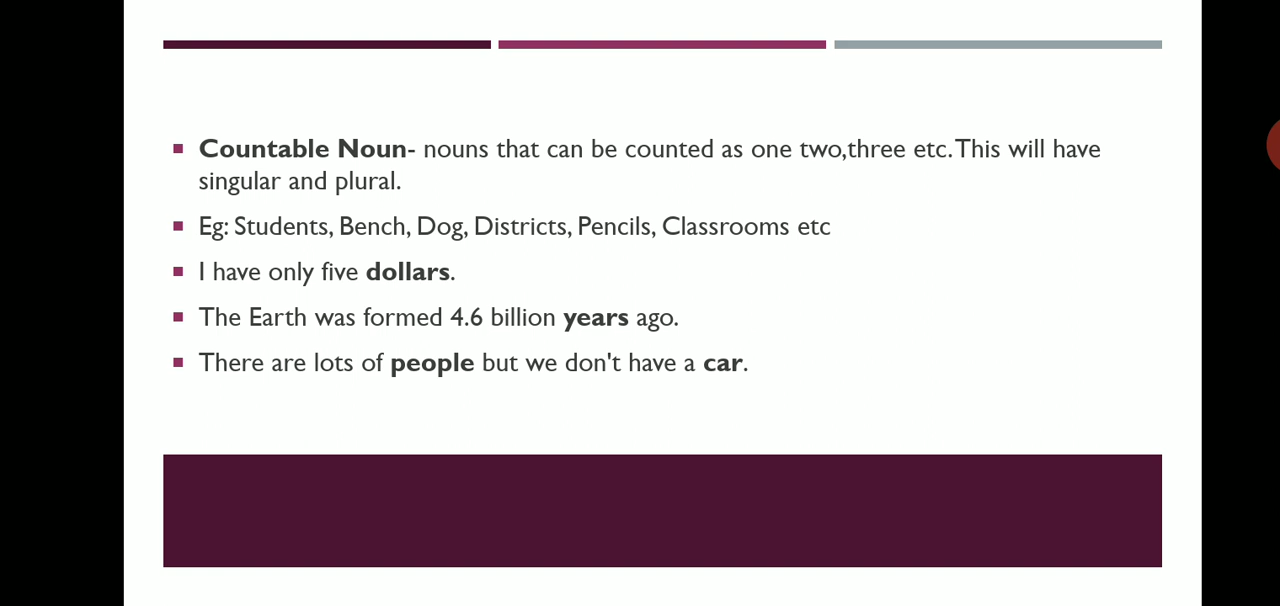 Countable Noun- nouns that can be counted as one two,three etc. This will have
singular and plural.
Eg: Students, Bench, Dog, Districts, Pencils, Classrooms etc
I have only five dollars.
The Earth was formed 4.6 billion years ago.
There are lots of people but we don't have a car.